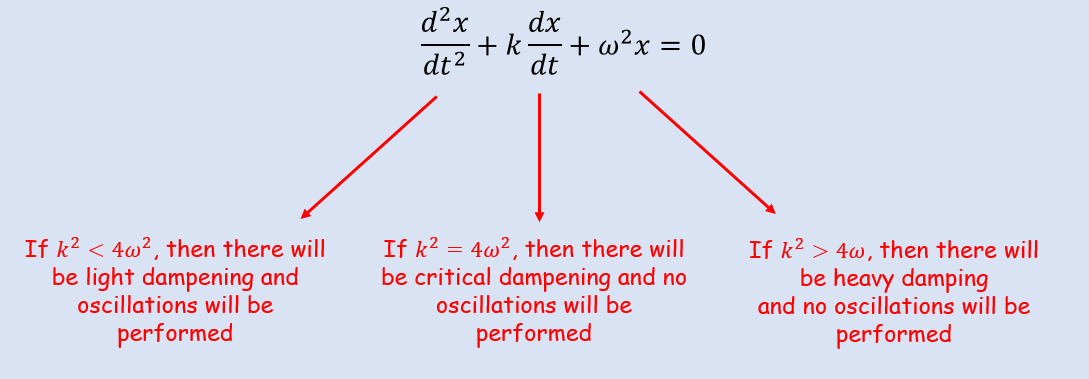 d²x/dt² + k dx/dt + ω²x = 0
If k² < 4ω², then there will
be light dampening and
oscillations will be
performed
If k² = 4ω², then there will
be critical dampening and no
oscillations will be
performed
If k² > 4ω, then there will
be heavy damping
and no oscillations will be
performed